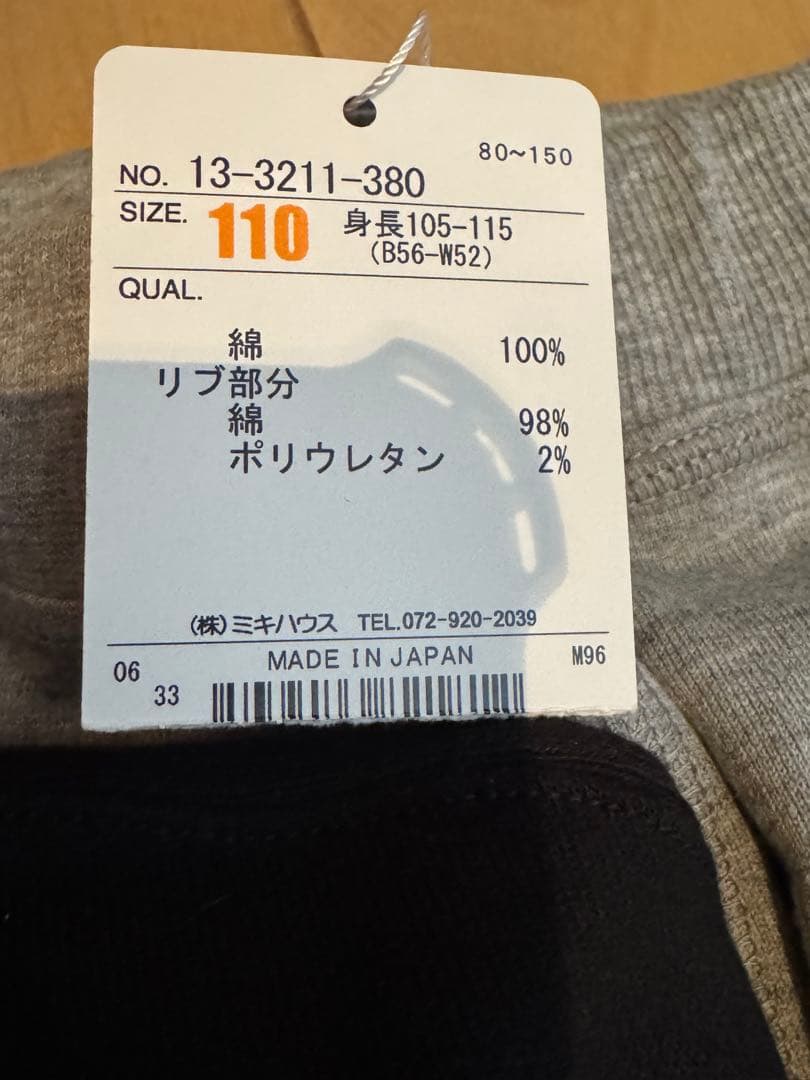 80~150
NO. 13-3211-380
SIZE. 110 身長105-115
(B56-W52)
QUAL.
綿 100%
リブ部分
綿 98%
ポリウレタン 2%
(株)ミキハウス TEL.072-920-2039
MADE IN JAPAN M96
06
33